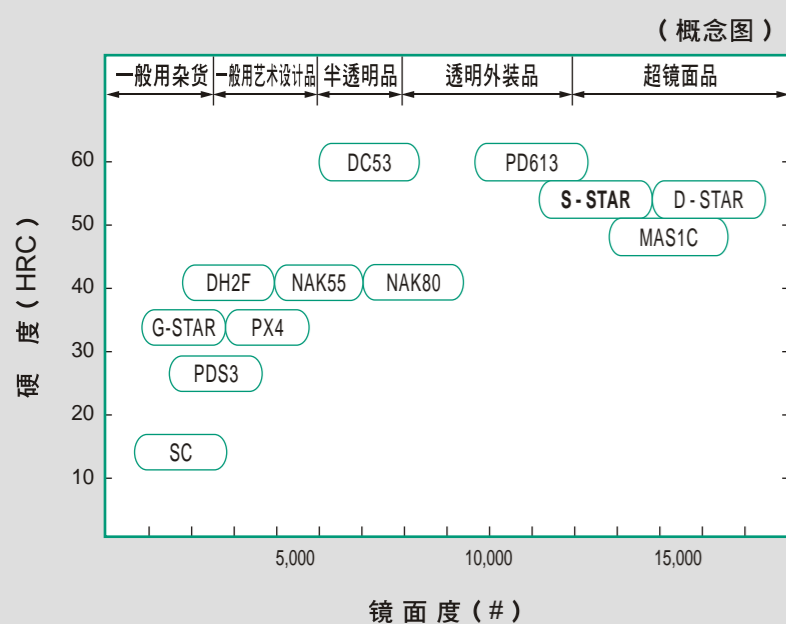 （概念图）
一般用杂货 一般用艺术设计品 半透明品 透明外装品 超镜面品
60 DC53 PD613
S-STAR D-STAR
50 MAS1C
40 DH2F NAK55 NAK80
G-STAR PX4
30
PDS3
20
SC
10
硬度（HRC）
5,000 10,000 15,000
镜面度（#）